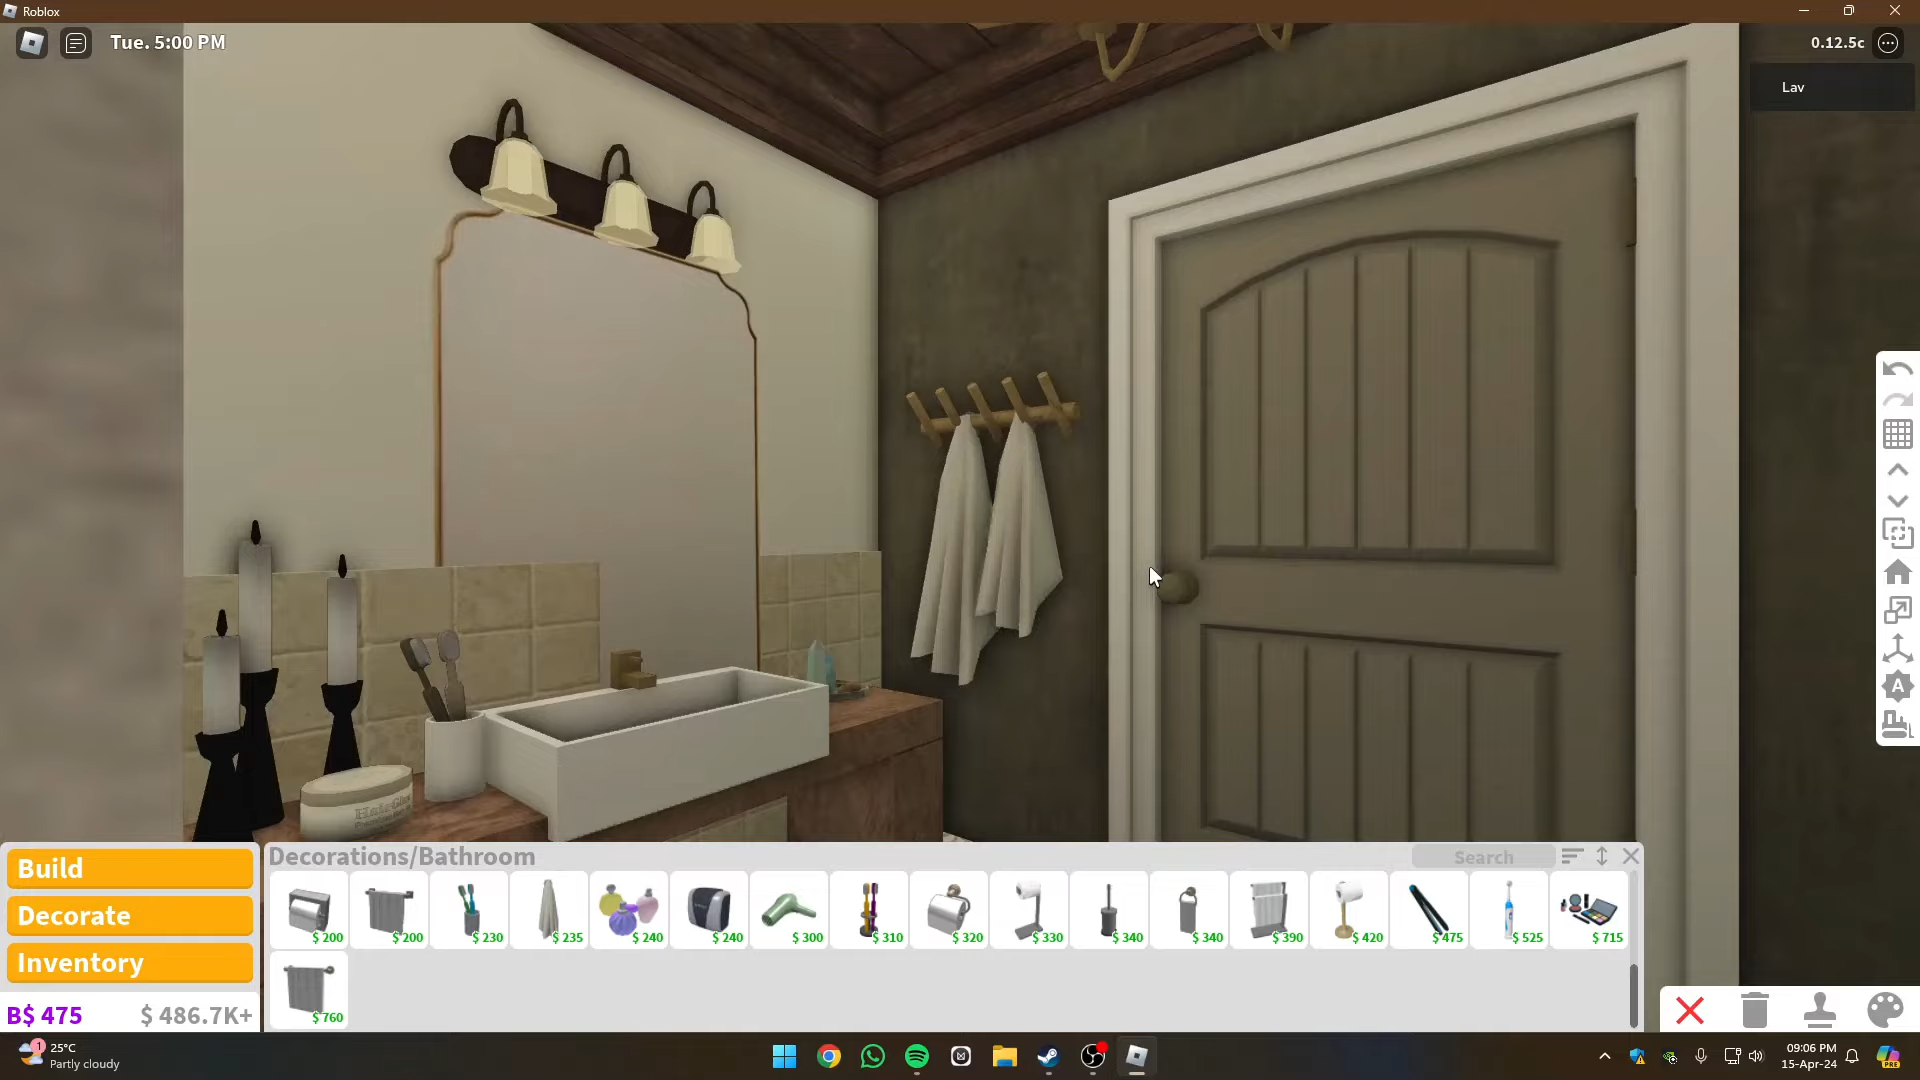 Roblox
Tue. 5:00 PM
0.12.5c
Lav
A
Build
Decorate
Inventory
B$ 475
$ 486.7K+
Decorations/Bathroom
Search
$ 200
$ 200
$ 230
$ 235
$ 240
$ 240
$ 300
$ 310
$ 320
$ 330
$ 340
$ 340
$ 390
$ 420
$ 475
$ 525
$ 715
$ 760
1
25°C
Partly cloudy
09:06 PM
15-Apr-24
PRE